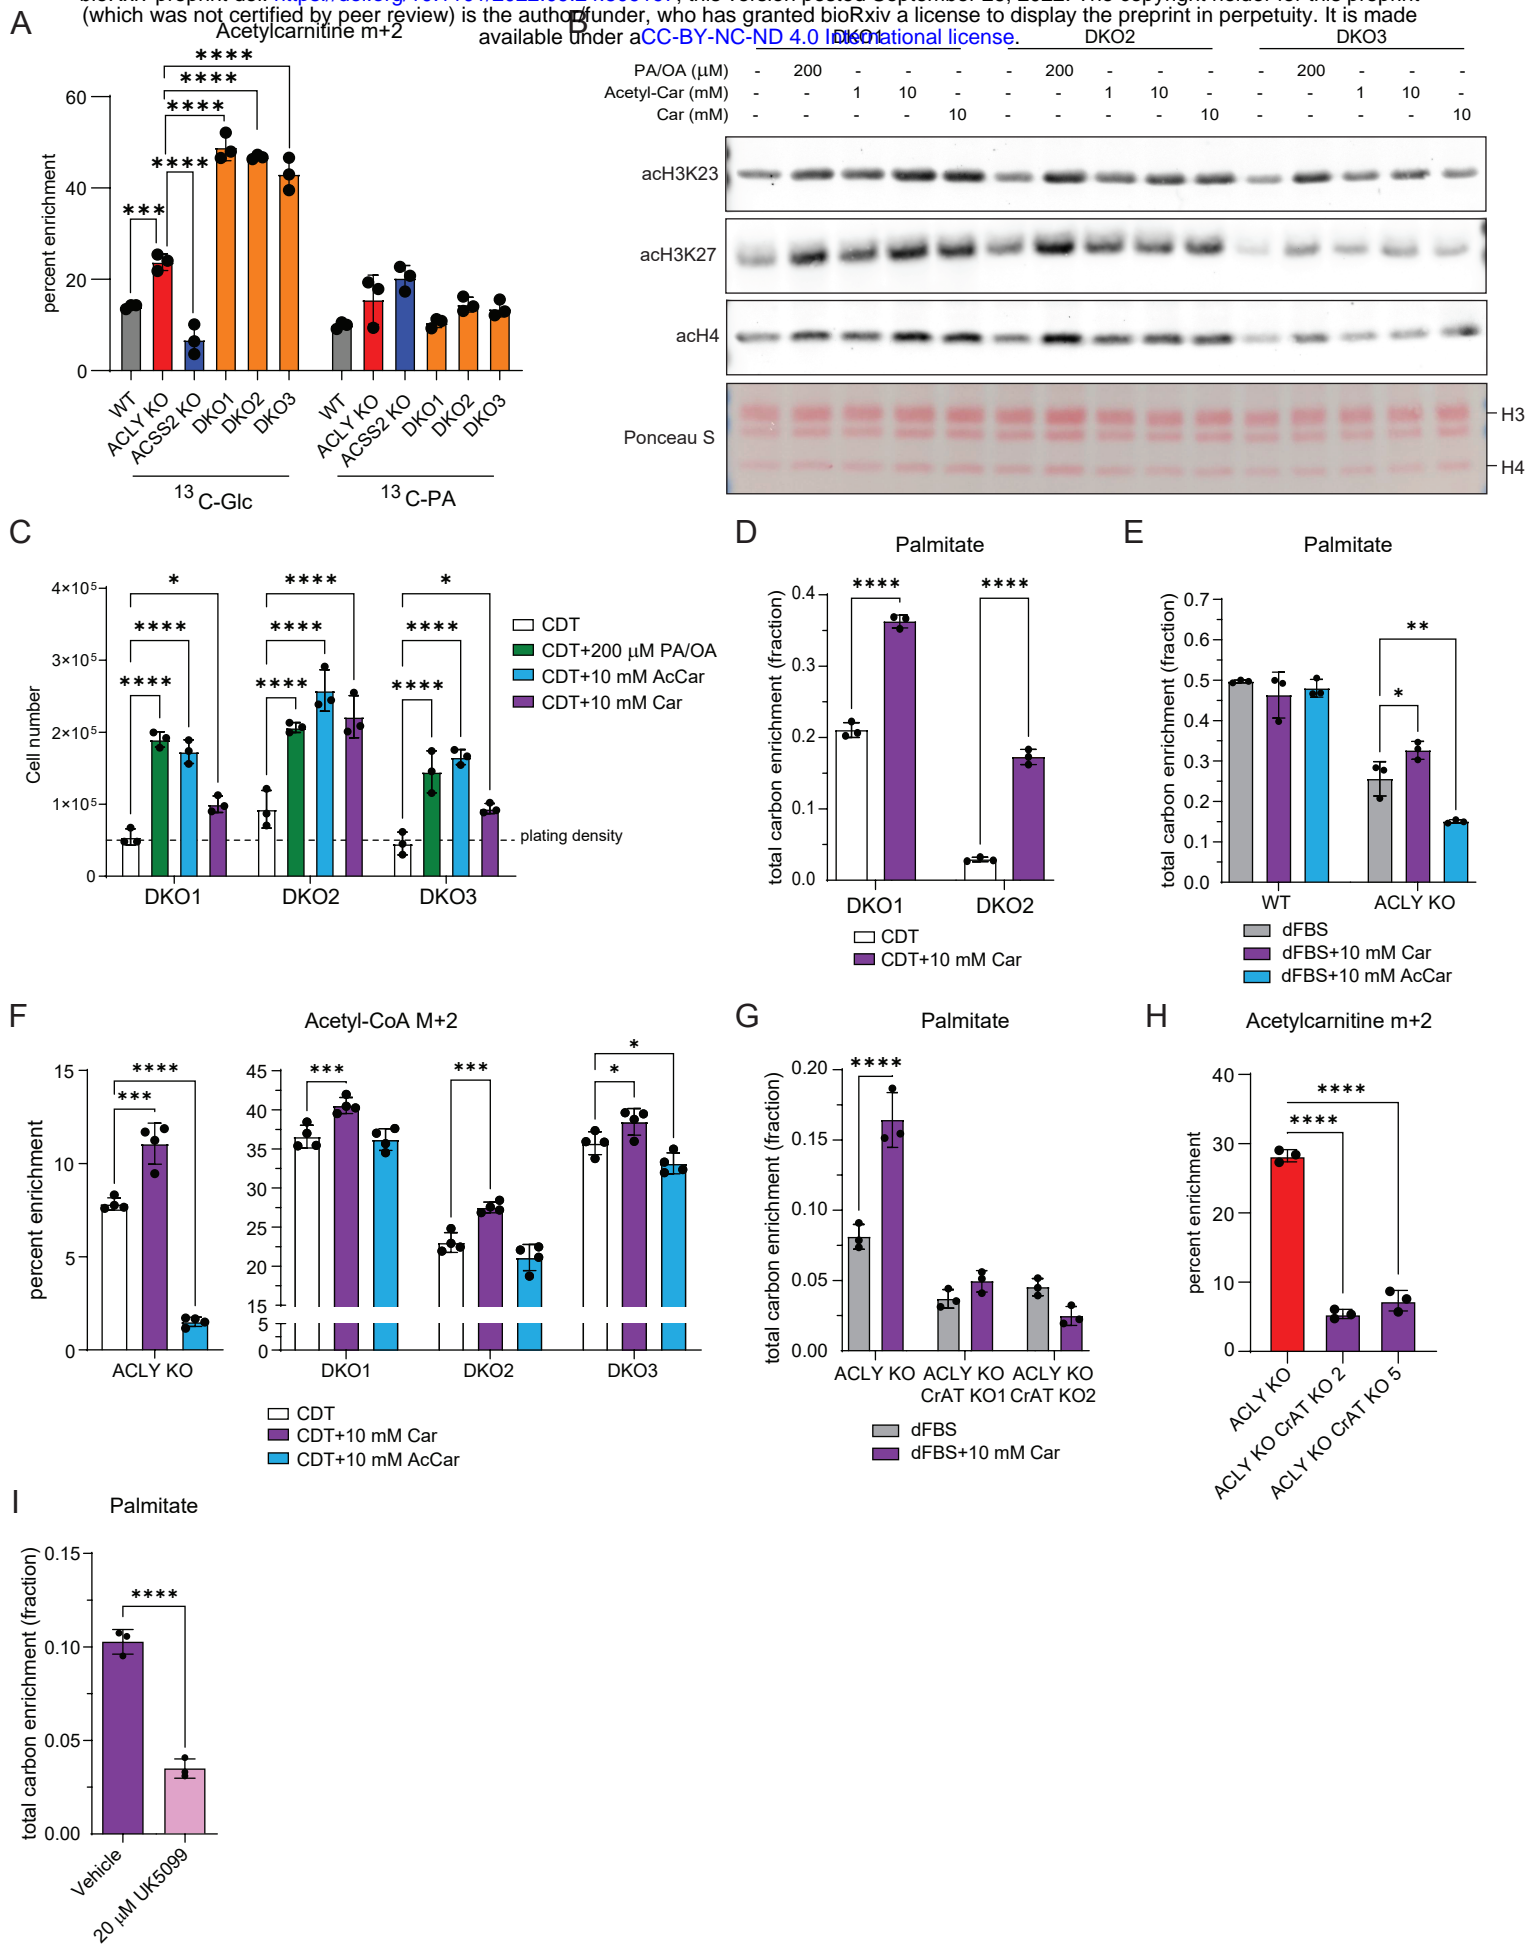 (which was not certified by peer review) is the author/funder, who has granted bioRxiv a license to display the preprint in perpetuity. It is made
available under aCC-BY-NC-ND 4.0 International license.
A
Acetylcarnitine m+2
percent enrichment
60
40
20
0
****
****
****
****
***
WT
ACLY KO
ACSS2 KO
DKO1
DKO2
DKO3
WT
ACLY KO
ACSS2 KO
DKO1
DKO2
DKO3
13C-Glc
13C-PA
B
DKO1
DKO2
DKO3
PA/OA (μM) - 200 - - - - 200 - - - - 200 - - -
Acetyl-Car (mM) - - 1 10 - - - 1 10 - - - 1 10 -
Car (mM) - - - - 10 - - - - 10 - - - - 10
acH3K23
acH3K27
acH4
Ponceau S
H3
H4
C
Cell number
4×10⁵
3×10⁵
2×10⁵
1×10⁵
0
* **** *
**** **** ****
**** **** ****
plating density
DKO1 DKO2 DKO3
CDT
CDT+200 μM PA/OA
CDT+10 mM AcCar
CDT+10 mM Car
D
Palmitate
total carbon enrichment (fraction)
0.4
0.3
0.2
0.1
0.0
**** ****
DKO1 DKO2
CDT
CDT+10 mM Car
E
Palmitate
total carbon enrichment (fraction)
0.7
0.6
0.5
0.4
0.3
0.2
0.1
0.0
**
*
WT ACLY KO
dFBS
dFBS+10 mM Car
dFBS+10 mM AcCar
F
Acetyl-CoA M+2
percent enrichment
15
10
5
0
****
***
ACLY KO
45
40
35
30
25
20
15
5
0
*** *** *
*
DKO1 DKO2 DKO3
CDT
CDT+10 mM Car
CDT+10 mM AcCar
G
Palmitate
total carbon enrichment (fraction)
0.20
0.15
0.10
0.05
0.00
****
ACLY KO ACLY KO ACLY KO
CrAT KO1 CrAT KO2
dFBS
dFBS+10 mM Car
H
Acetylcarnitine m+2
percent enrichment
40
30
20
10
0
****
****
ACLY KO
ACLY KO CrAT KO 2
ACLY KO CrAT KO 5
I
Palmitate
total carbon enrichment (fraction)
0.15
0.10
0.05
0.00
****
Vehicle
20 μM UK5099